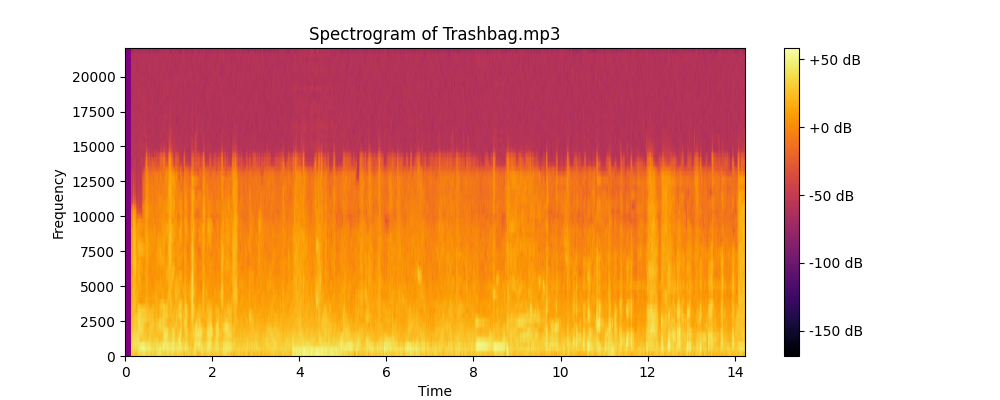 Spectrogram of Trashbag.mp3
20000
17500
15000
12500
10000
7500
5000
2500
0
Frequency
0 2 4 6 8 10 12 14
Time
+50 dB
+0 dB
-50 dB
-100 dB
-150 dB